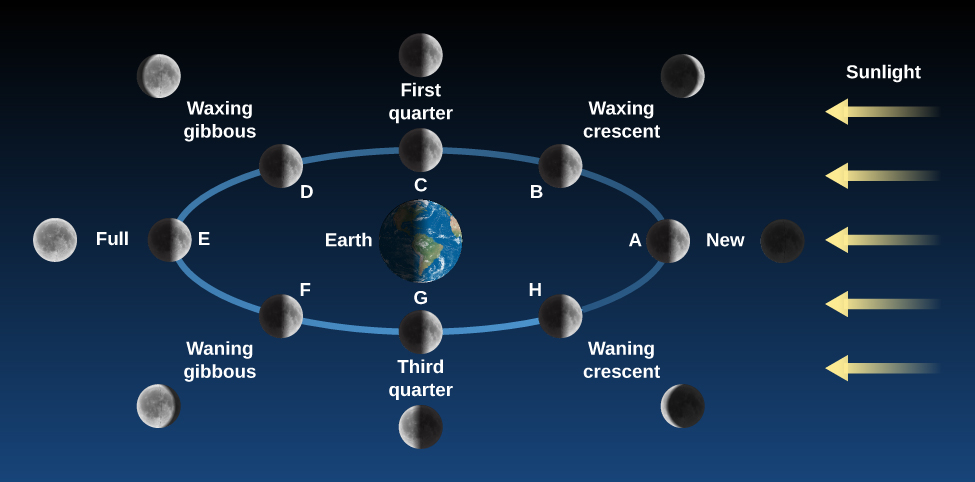 Sunlight
First
quarter
Waxing
gibbous
Waxing
crescent
D
C
B
Full
E
Earth
A
New
F
G
H
Waning
gibbous
Third
quarter
Waning
crescent